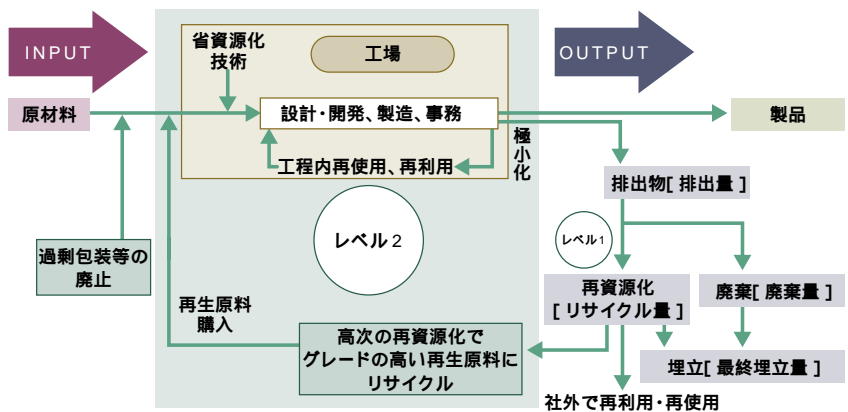 INPUT
省資源化
技術
工場
OUTPUT
原材料
設計・開発、製造、事務
製品
極小化
工程内再使用、再利用
排出物[ 排出量 ]
レベル1
レベル2
過剰包装等の
廃止
再資源化
[ リサイクル量 ]
廃棄[ 廃棄量 ]
再生原料
購入
高次の再資源化で
グレードの高い再生原料に
リサイクル
埋立[ 最終埋立量 ]
社外で再利用・再使用